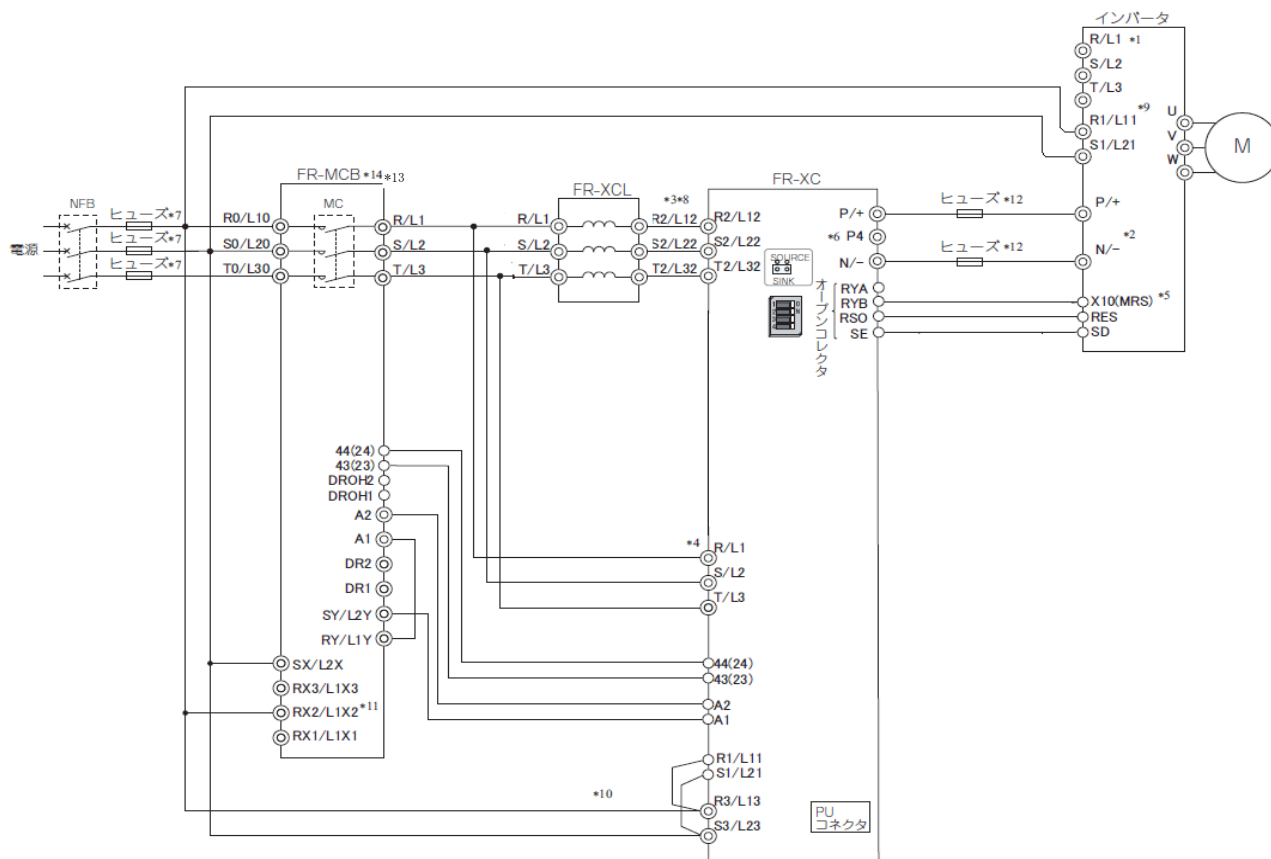 インバータ
R/L1 *1
S/L2
T/L3
R1/L11 *9
S1/L21
U
V
W
M
P/+
N/- *2
X10(MRS) *5
RES
SD
FR-MCB *14 *13
MC
NFB
電源
ヒューズ*7
ヒューズ*7
ヒューズ*7
R0/L10
S0/L20
T0/L30
R/L1
S/L2
T/L3
FR-XCL
R/L1
S/L2
T/L3
*3*8
R2/L12
S2/L22
T2/L32
FR-XC
R2/L12
S2/L22
T2/L32
SOURCE
SINK
オープンコレクタ
P/+
*6 P4
N/-
RYA
RYB
RSO
SE
ヒューズ *12
ヒューズ *12
44(24)
43(23)
DROH2
DROH1
A2
A1
DR2
DR1
SY/L2Y
RY/L1Y
SX/L2X
RX3/L1X3
RX2/L1X2 *11
RX1/L1X1
*4
R/L1
S/L2
T/L3
44(24)
43(23)
A2
A1
R1/L11
S1/L21
*10
R3/L13
S3/L23
PU
コネクタ